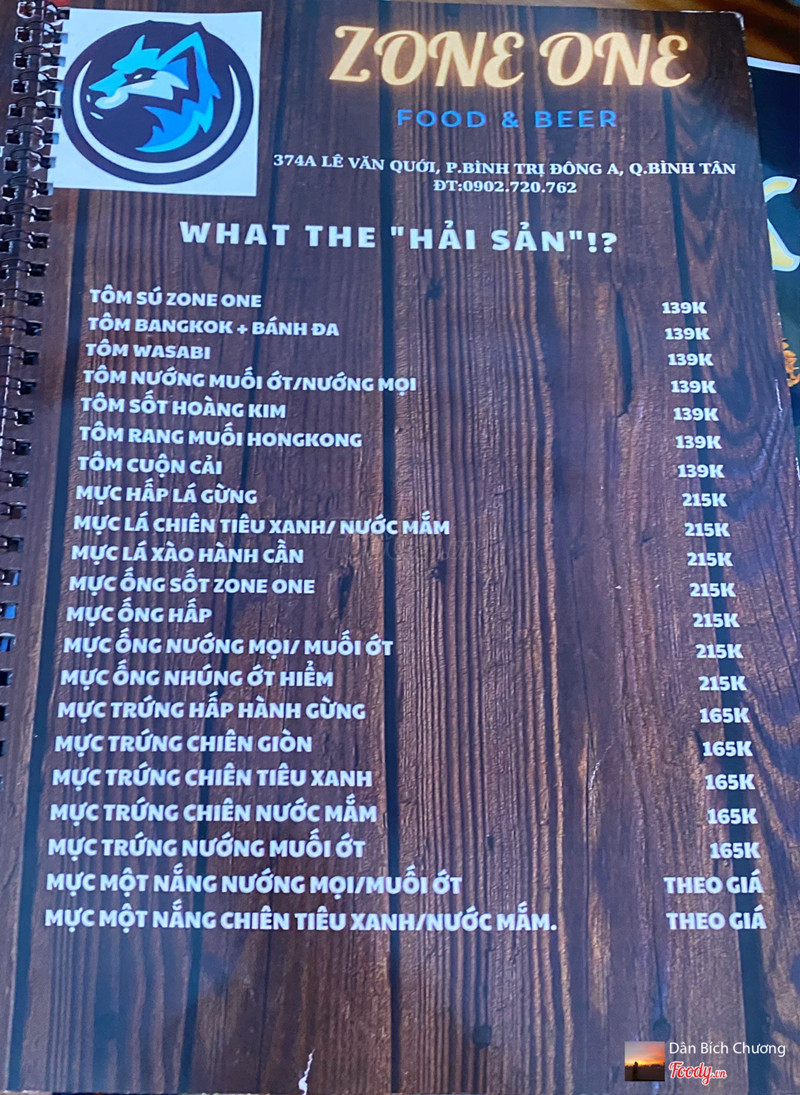 ZONE ONE
FOOD & BEER
374A LÊ VĂN QUỚI, P.BÌNH TRỊ ĐÔNG A, Q.BÌNH TÂN
ĐT:0902.720.762
WHAT THE "HẢI SẢN"!?
TÔM SÚ ZONE ONE 139K
TÔM BANGKOK + BÁNH ĐA 139K
TÔM WASABI 139K
TÔM NƯỚNG MUỐI ỚT/NƯỚNG MỌI 139K
TÔM SỐT HOÀNG KIM 139K
TÔM RANG MUỐI HONGKONG 139K
TÔM CUỘN CẢI 139K
MỰC HẤP LÁ GỪNG 215K
MỰC LÁ CHIÊN TIÊU XANH/ NƯỚC MẮM 215K
MỰC LÁ XÀO HÀNH CẦN 215K
MỰC ỐNG SỐT ZONE ONE 215K
MỰC ỐNG HẤP 215K
MỰC ỐNG NƯỚNG MỌI/ MUỐI ỚT 215K
MỰC ỐNG NHÚNG ỚT HIỂM 215K
MỰC TRỨNG HẤP HÀNH GỪNG 165K
MỰC TRỨNG CHIÊN GIÒN 165K
MỰC TRỨNG CHIÊN TIÊU XANH 165K
MỰC TRỨNG CHIÊN NƯỚC MẮM 165K
MỰC TRỨNG NƯỚNG MUỐI ỚT 165K
MỰC MỘT NẮNG NƯỚNG MỌI/MUỐI ỚT THEO GIÁ
MỰC MỘT NẮNG CHIÊN TIÊU XANH/NƯỚC MẮM. THEO GIÁ
Dân Bích Chương
Foody.vn